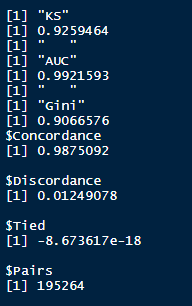 [1] "KS"
[1] 0.9259464
[1] "   "
[1] "AUC"
[1] 0.9921593
[1] "   "
[1] "Gini"
[1] 0.9066576
$Concordance
[1] 0.9875092

$Discordance
[1] 0.01249078

$Tied
[1] -8.673617e-18

$Pairs
[1] 195264